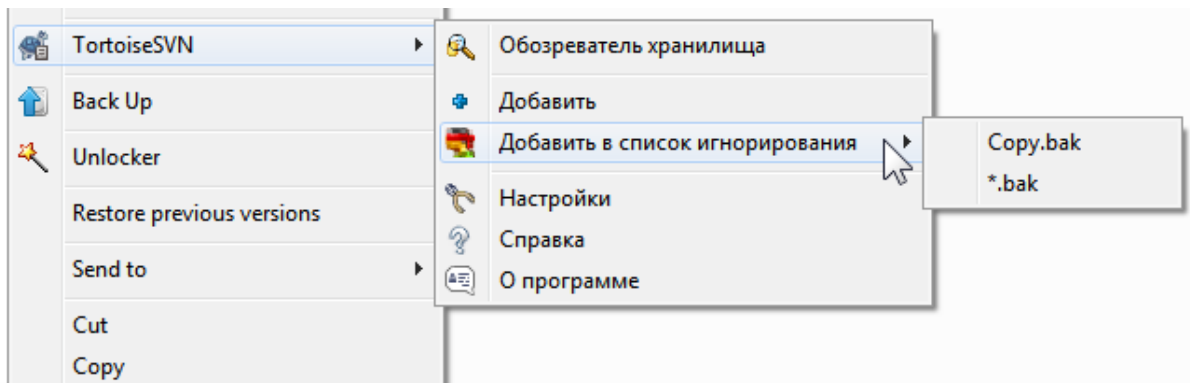 TortoiseSVN
Back Up
Unlocker
Restore previous versions
Send to
Cut
Copy
Обозреватель хранилища
Добавить
Добавить в список игнорирования
Настройки
Справка
О программе
Copy.bak
*.bak